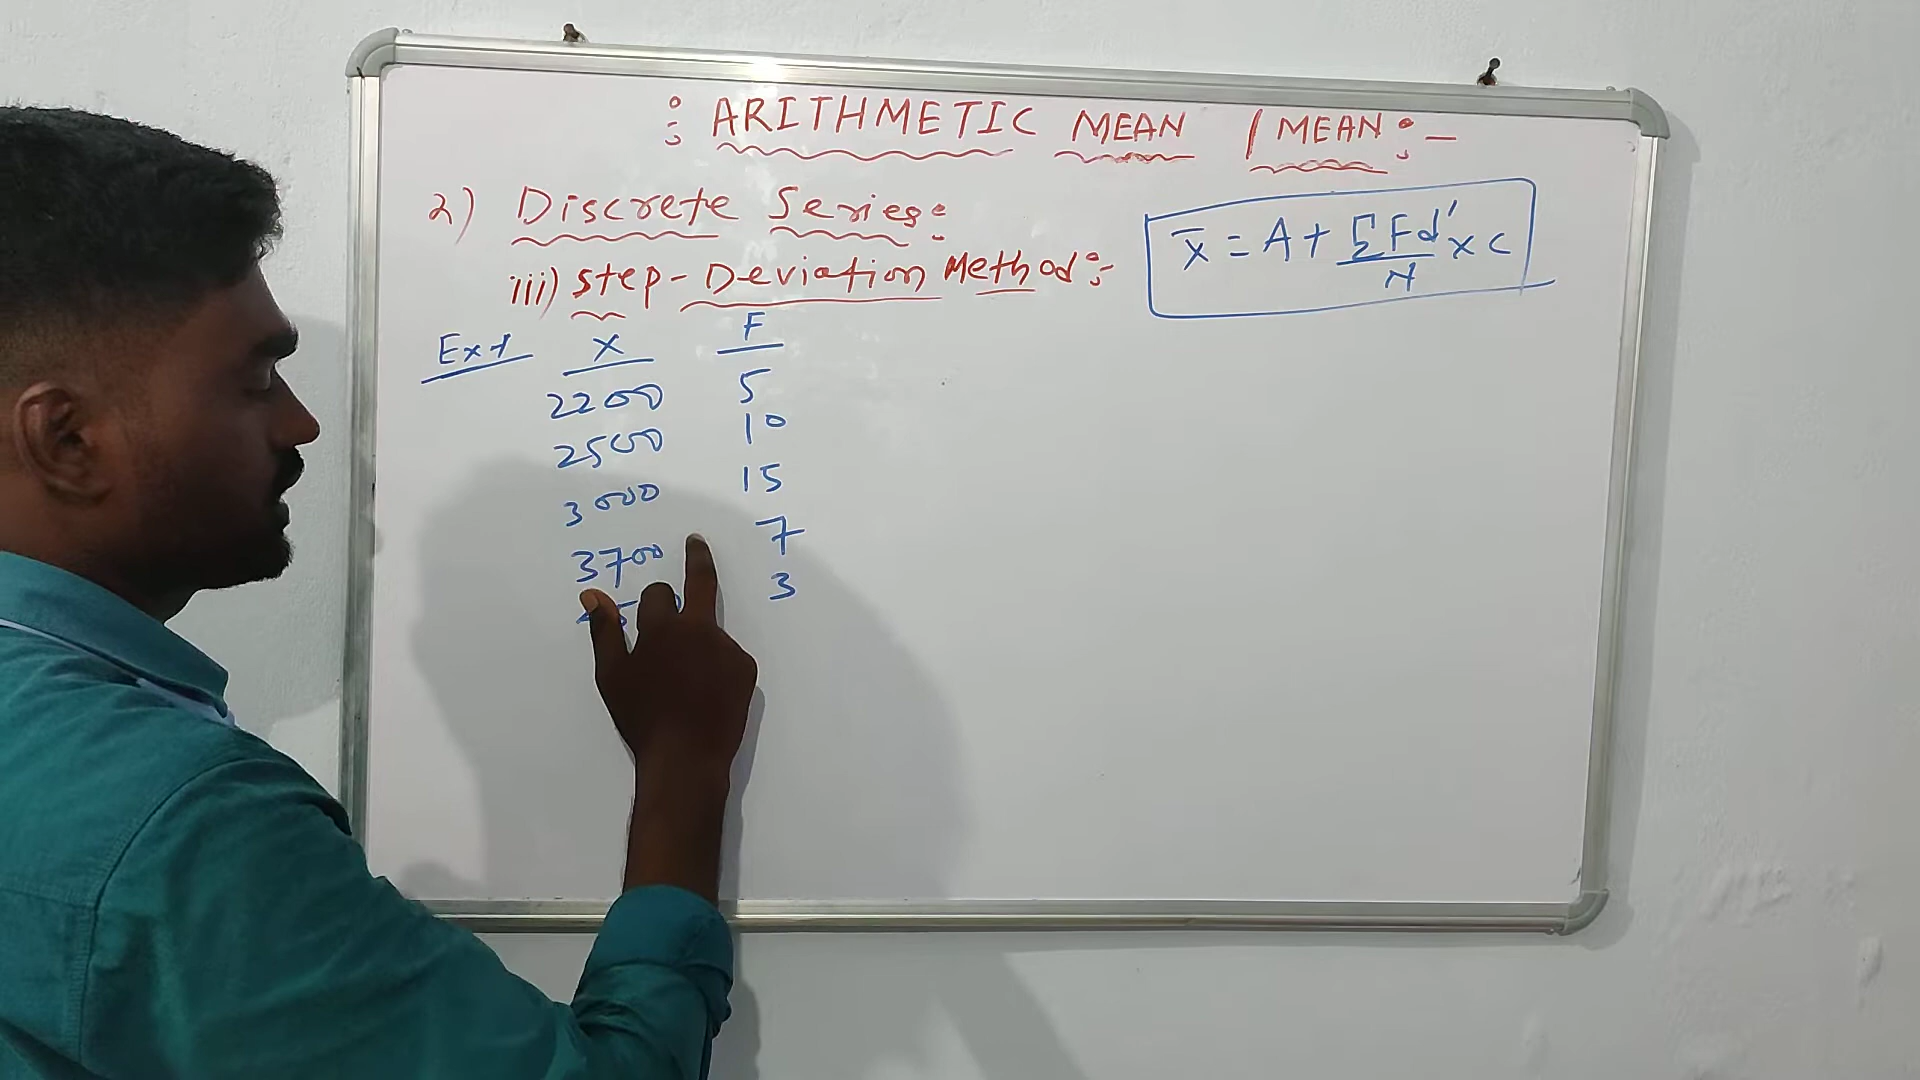 : ARITHMETIC MEAN / MEAN :-
2) Discrete Series:
iii) Step-Deviation Method:-
x̄ = A + ΣFd'/N x c
Ex-1 X F
2200 5
2500 10
3000 15
3700 7
3